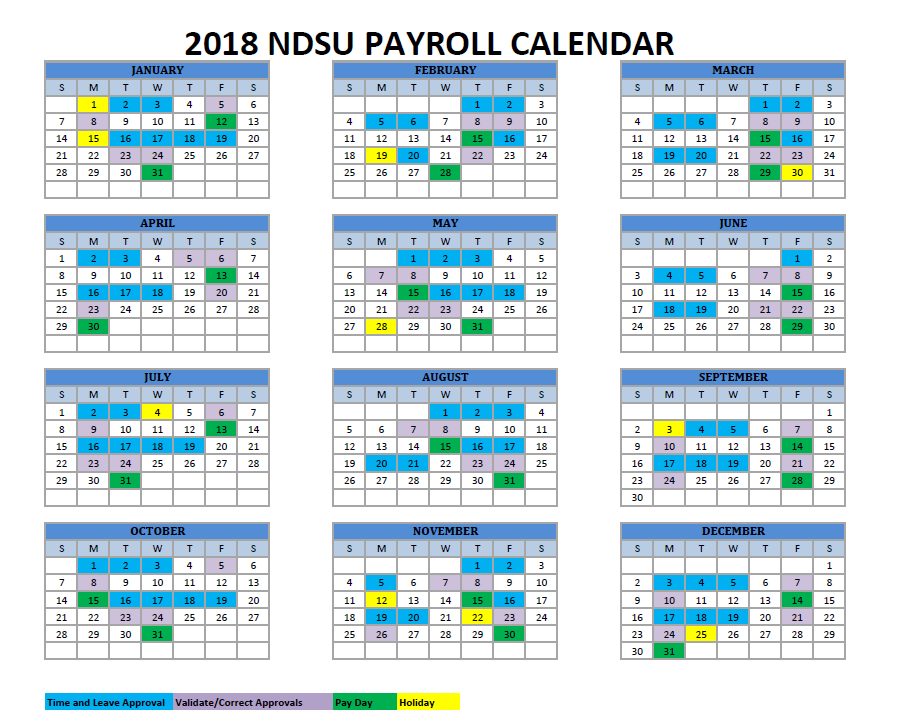 2018 NDSU PAYROLL CALENDAR
JANUARY FEBRUARY MARCH
S M T W T F S S M T W T F S S M T W T F S
1 2 3 4 5 6 1 2 3 1 2 3
7 8 9 10 11 12 13 4 5 6 7 8 9 10 4 5 6 7 8 9 10
14 15 16 17 18 19 20 11 12 13 14 15 16 17 11 12 13 14 15 16 17
21 22 23 24 25 26 27 18 19 20 21 22 23 24 18 19 20 21 22 23 24
28 29 30 31 25 26 27 28 25 26 27 28 29 30 31
APRIL MAY JUNE
S M T W T F S S M T W T F S S M T W T F S
1 2 3 4 5 6 7 1 2 3 4 5 1 2
8 9 10 11 12 13 14 6 7 8 9 10 11 12 3 4 5 6 7 8 9
15 16 17 18 19 20 21 13 14 15 16 17 18 19 10 11 12 13 14 15 16
22 23 24 25 26 27 28 20 21 22 23 24 25 26 17 18 19 20 21 22 23
29 30 27 28 29 30 31 24 25 26 27 28 29 30
JULY AUGUST SEPTEMBER
S M T W T F S S M T W T F S S M T W T F S
1 2 3 4 5 6 7 1 2 3 4 1
8 9 10 11 12 13 14 5 6 7 8 9 10 11 2 3 4 5 6 7 8
15 16 17 18 19 20 21 12 13 14 15 16 17 18 9 10 11 12 13 14 15
22 23 24 25 26 27 28 19 20 21 22 23 24 25 16 17 18 19 20 21 22
29 30 31 26 27 28 29 30 31 23 24 25 26 27 28 29
30
OCTOBER NOVEMBER DECEMBER
S M T W T F S S M T W T F S S M T W T F S
1 2 3 4 5 6 1 2 3 1
7 8 9 10 11 12 13 4 5 6 7 8 9 10 2 3 4 5 6 7 8
14 15 16 17 18 19 20 11 12 13 14 15 16 17 9 10 11 12 13 14 15
21 22 23 24 25 26 27 18 19 20 21 22 23 24 16 17 18 19 20 21 22
28 29 30 31 25 26 27 28 29 30 23 24 25 26 27 28 29
30 31
Time and Leave Approval Validate/Correct Approvals Pay Day Holiday